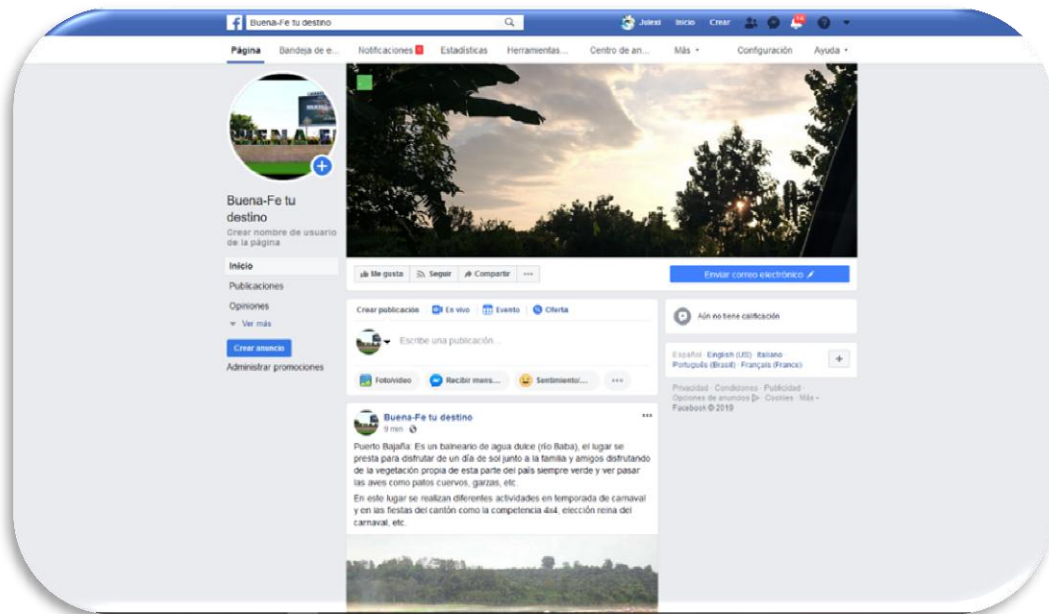 Buena-Fe tu destino
Julexi Inicio Crear
Página Bandeja de e... Notificaciones Estadísticas Herramientas... Centro de an... Más Configuración Ayuda
BUENA FE
Buena-Fe tu
destino
Crear nombre de usuario
de la página
Inicio
Publicaciones
Opiniones
Ver más
Crear anuncio
Administrar promociones
Me gusta Seguir Compartir ...
Enviar correo electrónico
Crear publicación En vivo Evento Oferta
Escribe una publicación...
Foto/video Recibir mens... Sentimiento/... ...
Aún no tiene calificación
Español · English (US) · Italiano ·
Português (Brasil) · Français (France)
Privacidad · Condiciones · Publicidad ·
Opciones de anuncios · Cookies · Más
Facebook © 2019
Buena-Fe tu destino
9 min
Puerto Bajaña: Es un balneario de agua dulce (río Baba), el lugar se
presta para disfrutar de un día de sol junto a la familia y amigos disfrutando
de la vegetación propia de esta parte del país siempre verde y ver pasar
las aves como patos cuervos, garzas, etc.
En este lugar se realizan diferentes actividades en temporada de carnaval
y en las fiestas del cantón como la competencia 4x4, elección reina del
carnaval, etc.